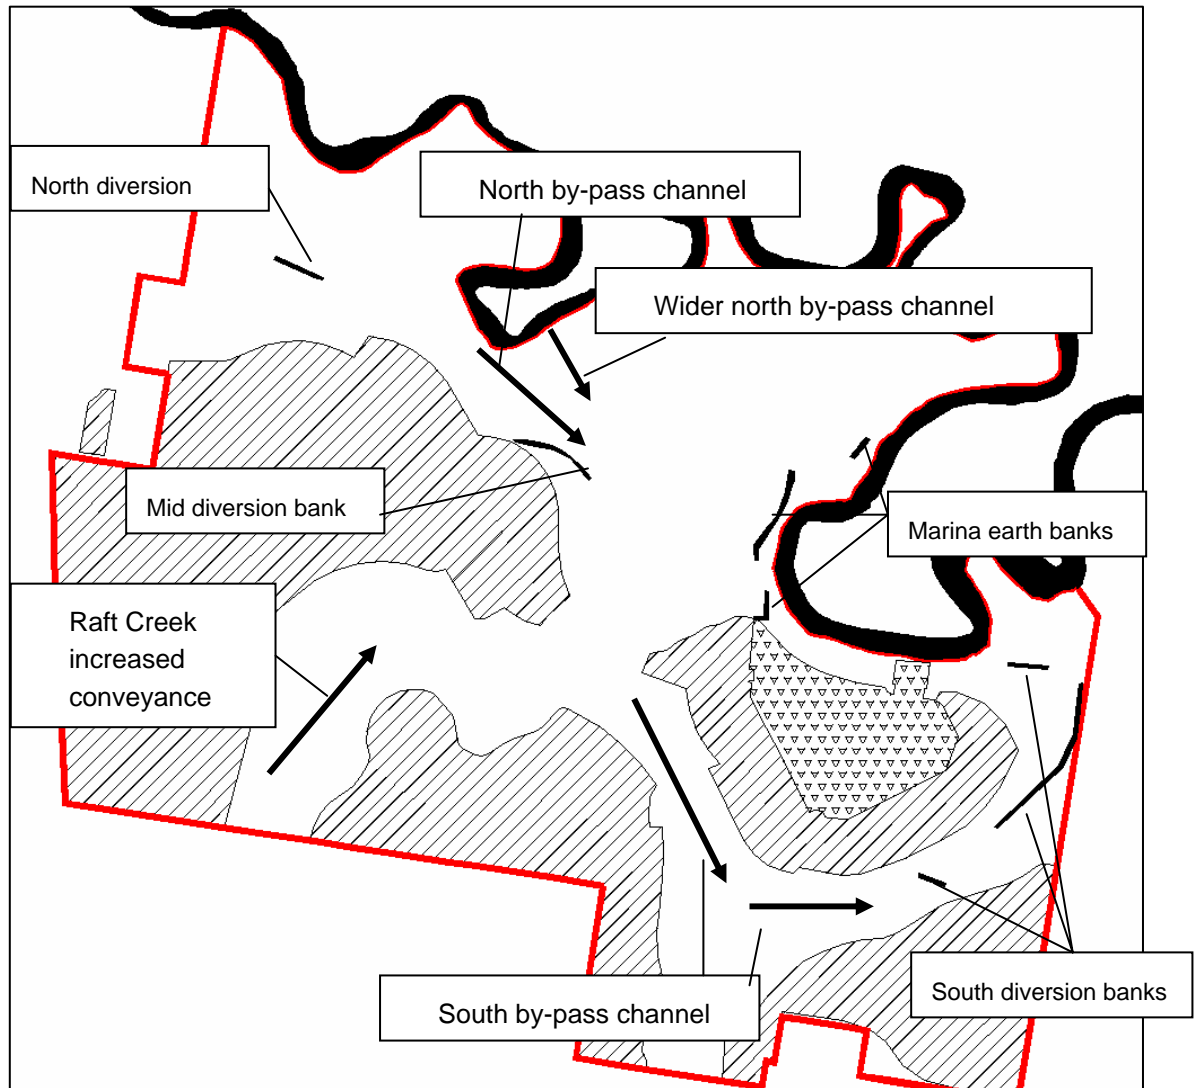 North diversion
North by-pass channel
Wider north by-pass channel
Mid diversion bank
Marina earth banks
Raft Creek
increased
conveyance
South by-pass channel
South diversion banks